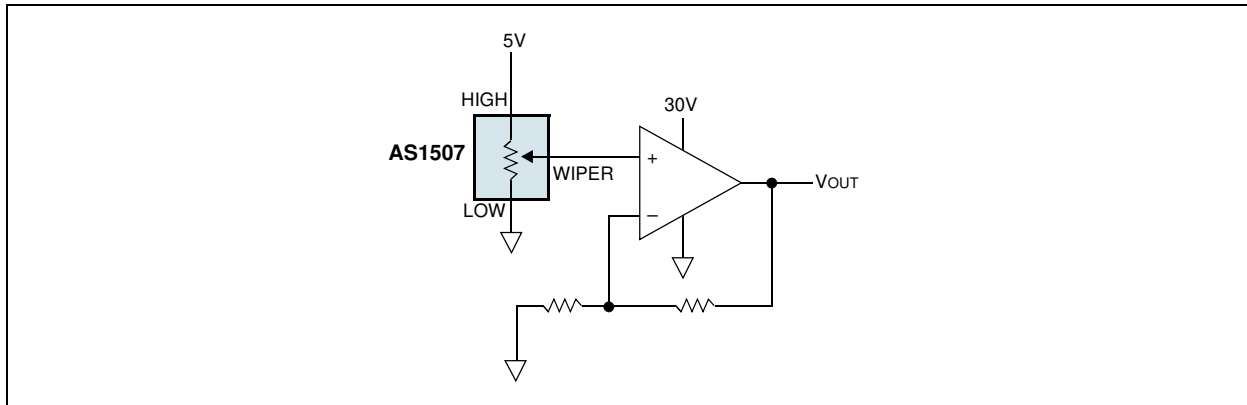 5V
HIGH
30V
AS1507
+
WIPER
LOW
VOUT
–